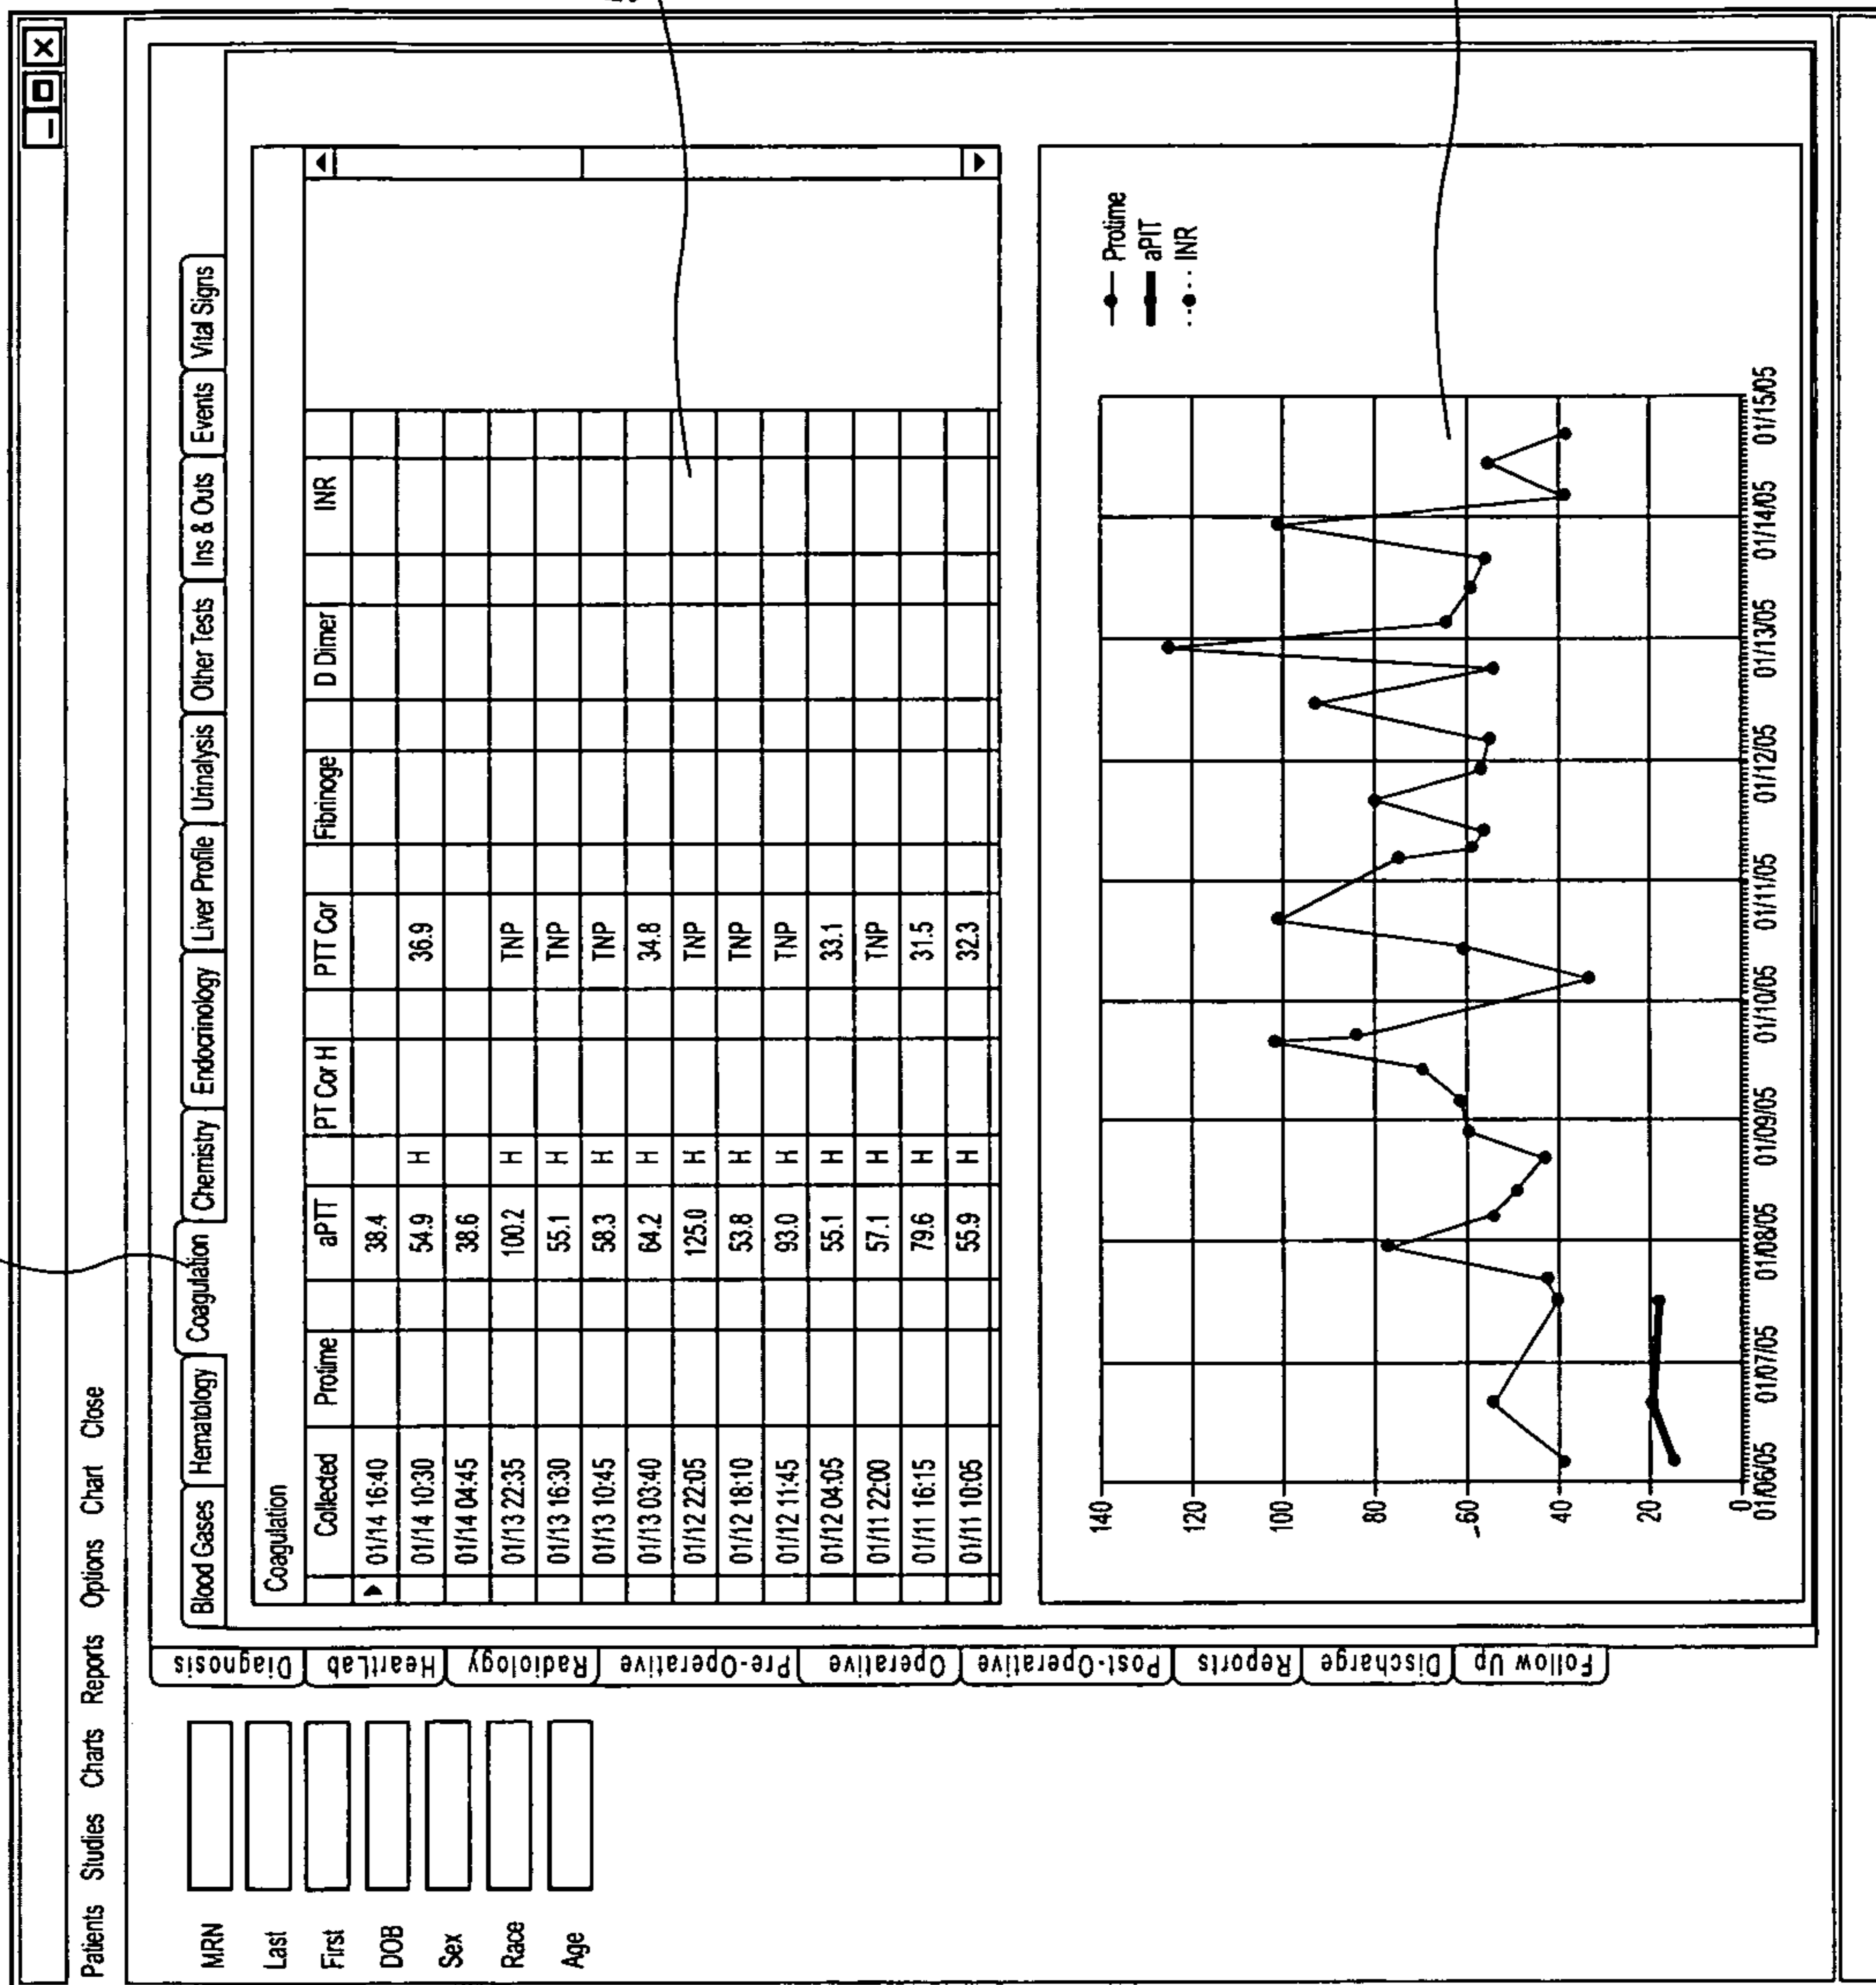 Patients Studies Charts Reports Options Chart Close
MRN
Last
First
DOB
Sex
Race
Age
Diagnosis
HeartLab
Radiology
Pre-Operative
Operative
Post-Operative
Reports
Discharge
Follow Up
Blood Gases Hematology Coagulation Chemistry Endocrinology Liver Profile Urinalysis Other Tests Ins & Outs Events Vital Signs
Coagulation
Collected Protime aPTT PT Cor H PTT Cor Fibrinoge D Dimer INR
01/14 16:40 38.4
01/14 10:30 54.9 H 36.9
01/14 04:45 38.6
01/13 22:35 100.2 H TNP
01/13 16:30 55.1 H TNP
01/13 10:45 58.3 H TNP
01/13 03:40 64.2 H 34.8
01/12 22:05 125.0 H TNP
01/12 18:10 53.8 H TNP
01/12 11:45 93.0 H TNP
01/12 04:05 55.1 H 33.1
01/11 22:00 57.1 H TNP
01/11 16:15 79.6 H 31.5
01/11 10:05 55.9 H 32.3
140
120
100
80
60
40
20
0
01/06/05 01/07/05 01/08/05 01/09/05 01/10/05 01/11/05 01/12/05 01/13/05 01/14/05 01/15/05
Protime
aPIT
INR